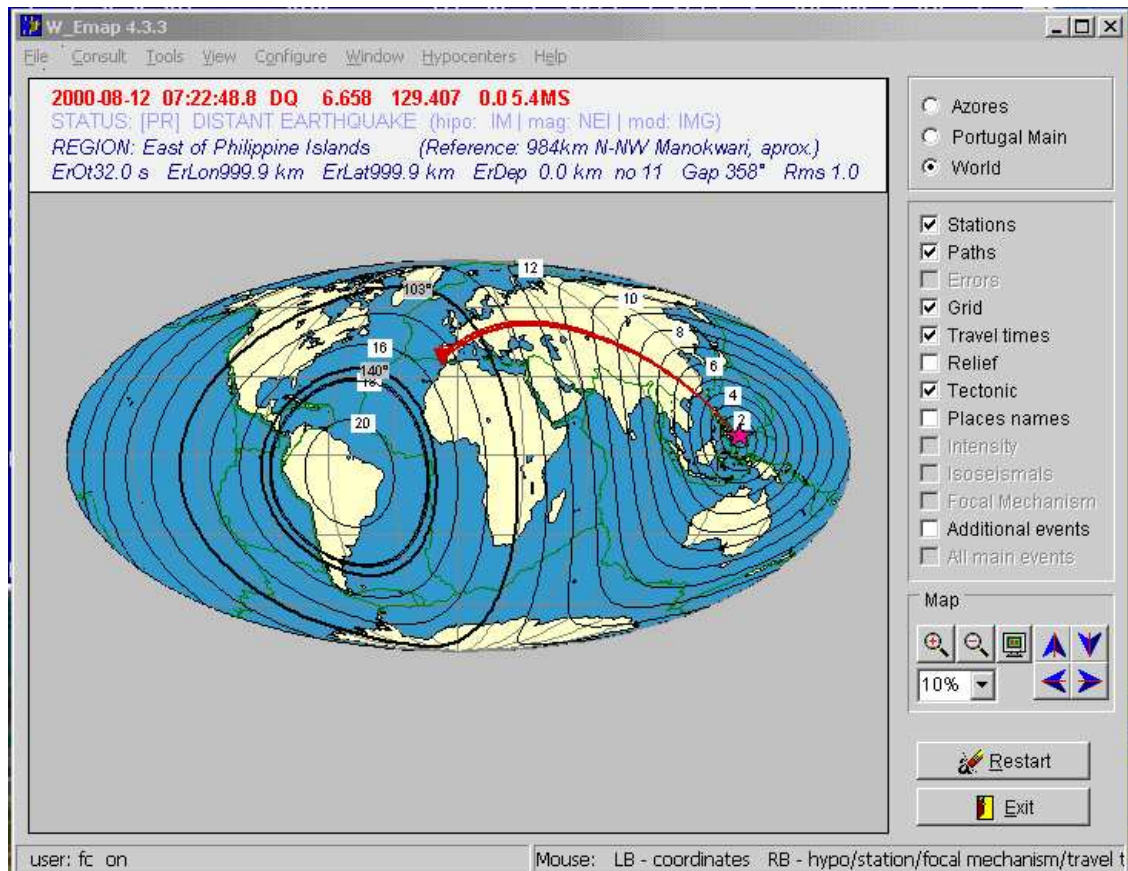 W_Emap 4.3.3
File Consult Tools View Configure Window Hypocenters Help
2000-08-12 07:22:48.8 DQ 6.658 129.407 0.0 5.4MS
STATUS: [PR] DISTANT EARTHQUAKE (hipo: IM | mag: NEI | mod: IMG)
REGION: East of Philippine Islands (Reference: 984km N-NW Manokwari, aprox.)
ErOt32.0 s ErLon999.9 km ErLat999.9 km ErDep 0.0 km no 11 Gap 358° Rms 1.0
Azores
Portugal Main
World
Stations
Paths
Errors
Grid
Travel times
Relief
Tectonic
Places names
Intensity
Isoseismals
Focal Mechanism
Additional events
All main events
12
103°
10
8
16
6
140°
4
20
2
Map
10%
Restart
Exit
user: fc on
Mouse: LB - coordinates RB - hypo/station/focal mechanism/travel t